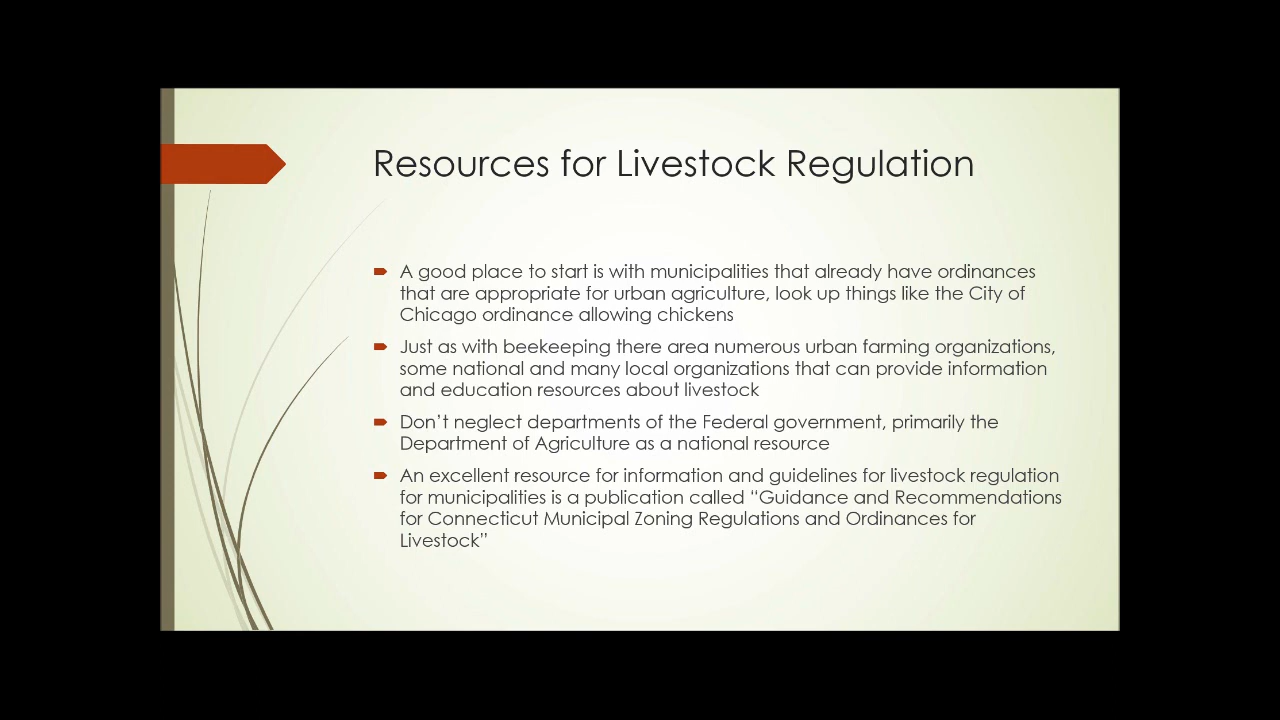 Resources for Livestock Regulation
A good place to start is with municipalities that already have ordinances
that are appropriate for urban agriculture, look up things like the City of
Chicago ordinance allowing chickens
Just as with beekeeping there area numerous urban farming organizations,
some national and many local organizations that can provide information
and education resources about livestock
Don’t neglect departments of the Federal government, primarily the
Department of Agriculture as a national resource
An excellent resource for information and guidelines for livestock regulation
for municipalities is a publication called “Guidance and Recommendations
for Connecticut Municipal Zoning Regulations and Ordinances for
Livestock”